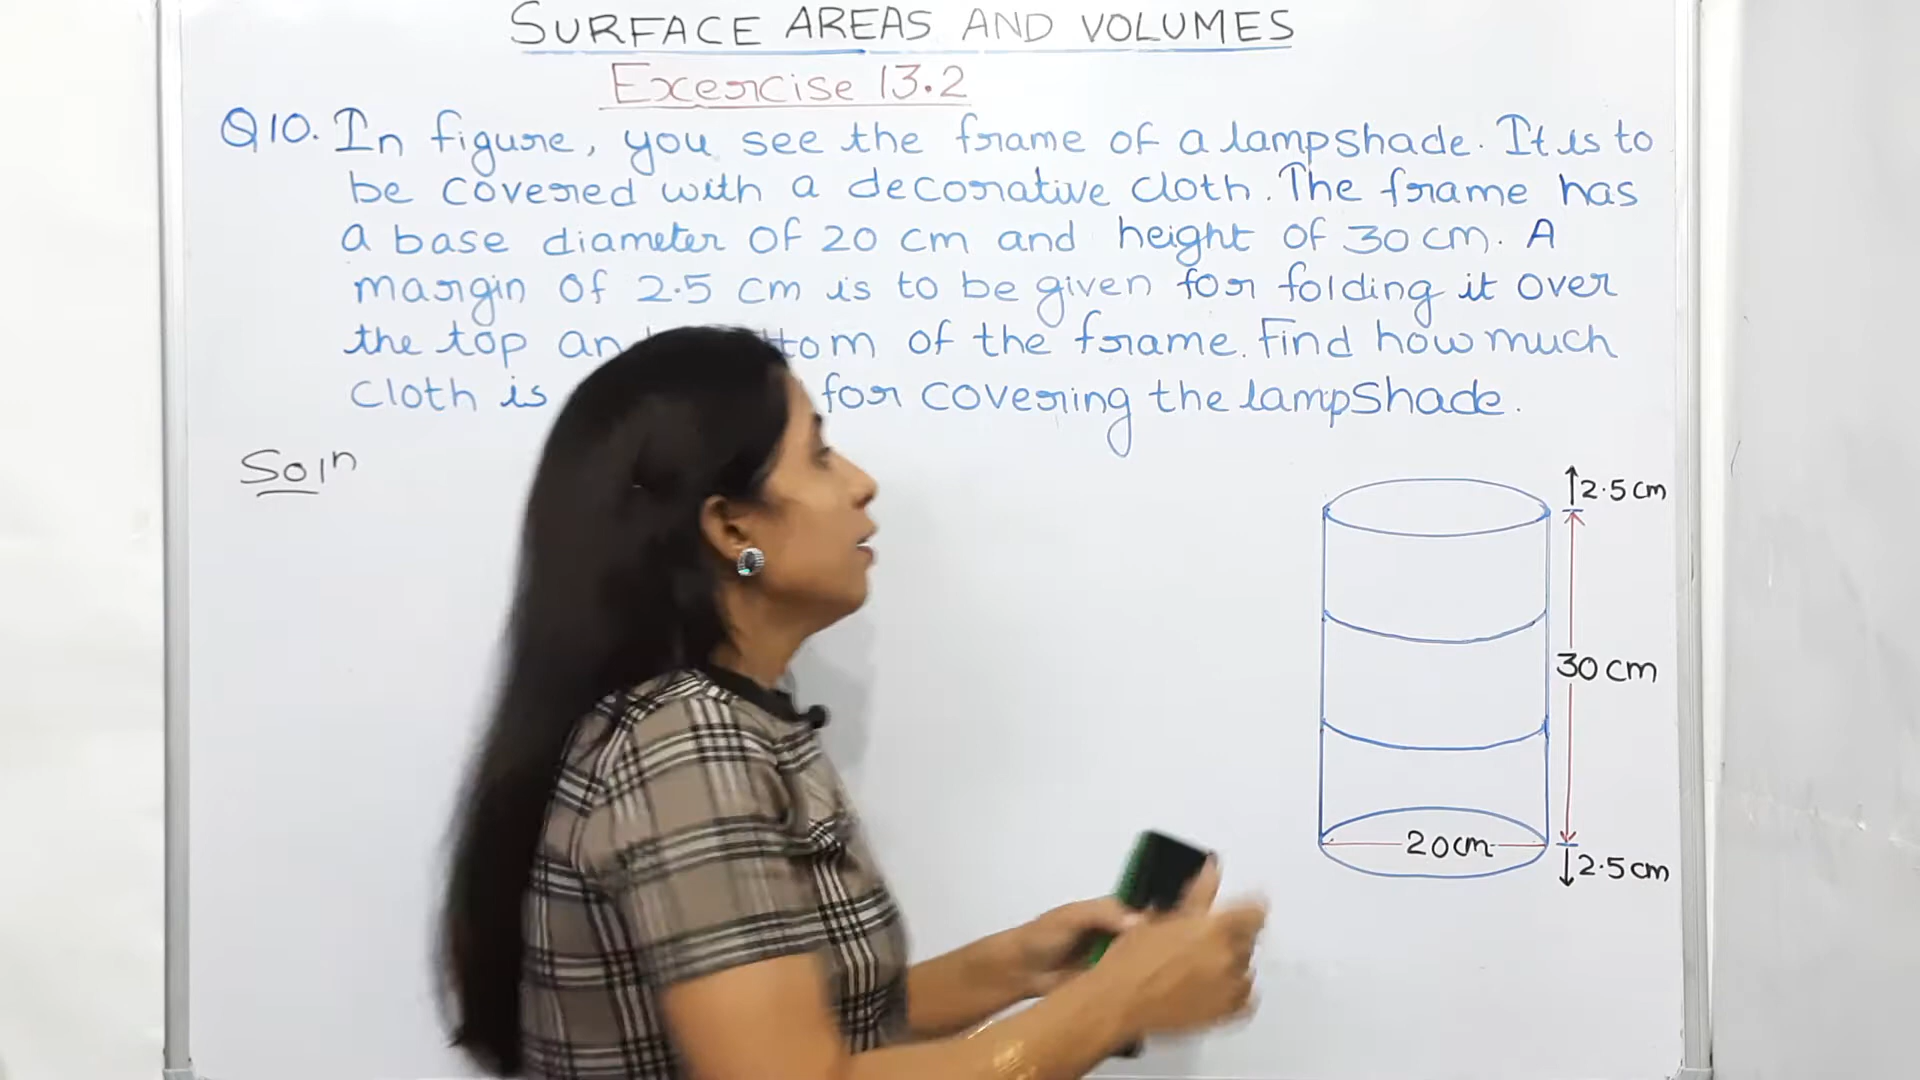 SURFACE AREAS AND VOLUMES
Exercise 13.2
Q10. In figure, you see the frame of a lampshade. It is to
be covered with a decorative cloth. The frame has
a base diameter of 20 cm and height of 30 cm. A
margin of 2.5 cm is to be given for folding it over
the top an tom of the frame. Find how much
cloth is for covering the lampshade.
Soln
2.5 cm
30 cm
20cm
2.5 cm